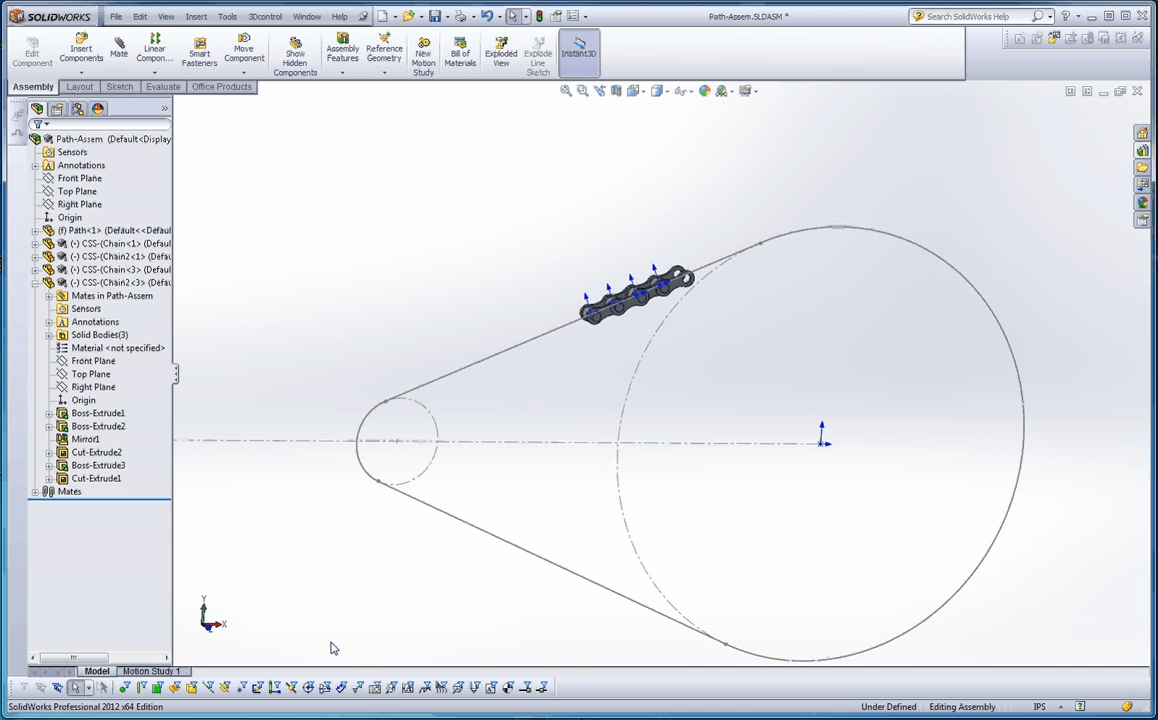 SOLIDWORKS File Edit View Insert Tools 3Dcontrol Window Help Path-Assem.SLDASM * Search SolidWorks Help
Edit Component
Insert Components
Mate
Linear Compon...
Smart Fasteners
Move Component
Show Hidden Components
Assembly Features
Reference Geometry
New Motion Study
Bill of Materials
Exploded View
Explode Line Sketch
Instant3D
Assembly Layout Sketch Evaluate Office Products
Path-Assem (Default<Display
Sensors
Annotations
Front Plane
Top Plane
Right Plane
Origin
(f) Path<1> (Default<<Defaul
(-) CSS-(Chain<1> (Defau
(-) CSS-(Chain2<1> (Defau
(-) CSS-(Chain<3> (Defaul
(-) CSS-(Chain2<3> (Defau
Mates in Path-Assem
Sensors
Annotations
Solid Bodies(3)
Material <not specified>
Front Plane
Top Plane
Right Plane
Origin
Boss-Extrude1
Boss-Extrude2
Mirror1
Cut-Extrude2
Boss-Extrude3
Cut-Extrude1
Mates
Y
X
Model Motion Study 1
SolidWorks Professional 2012 x64 Edition Under Defined Editing Assembly IPS